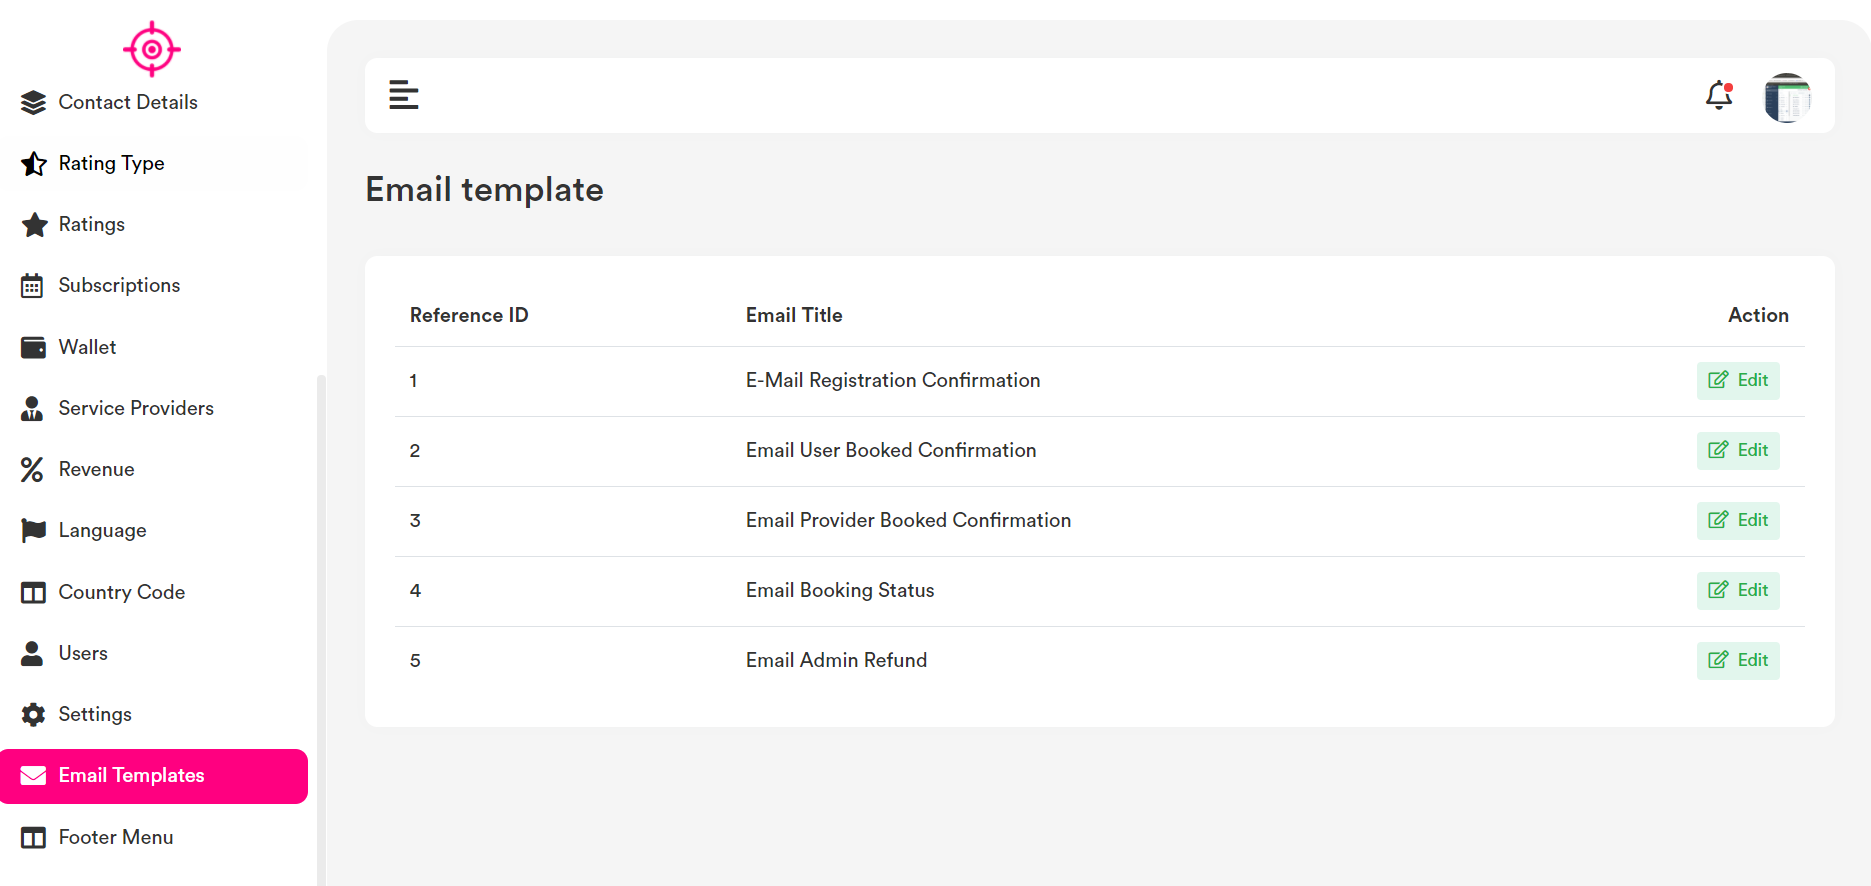 Contact Details
Rating Type
Ratings
Subscriptions
Wallet
Service Providers
Revenue
Language
Country Code
Users
Settings
Email Templates
Footer Menu
Email template
Reference ID Email Title Action
1 E-Mail Registration Confirmation Edit
2 Email User Booked Confirmation Edit
3 Email Provider Booked Confirmation Edit
4 Email Booking Status Edit
5 Email Admin Refund Edit